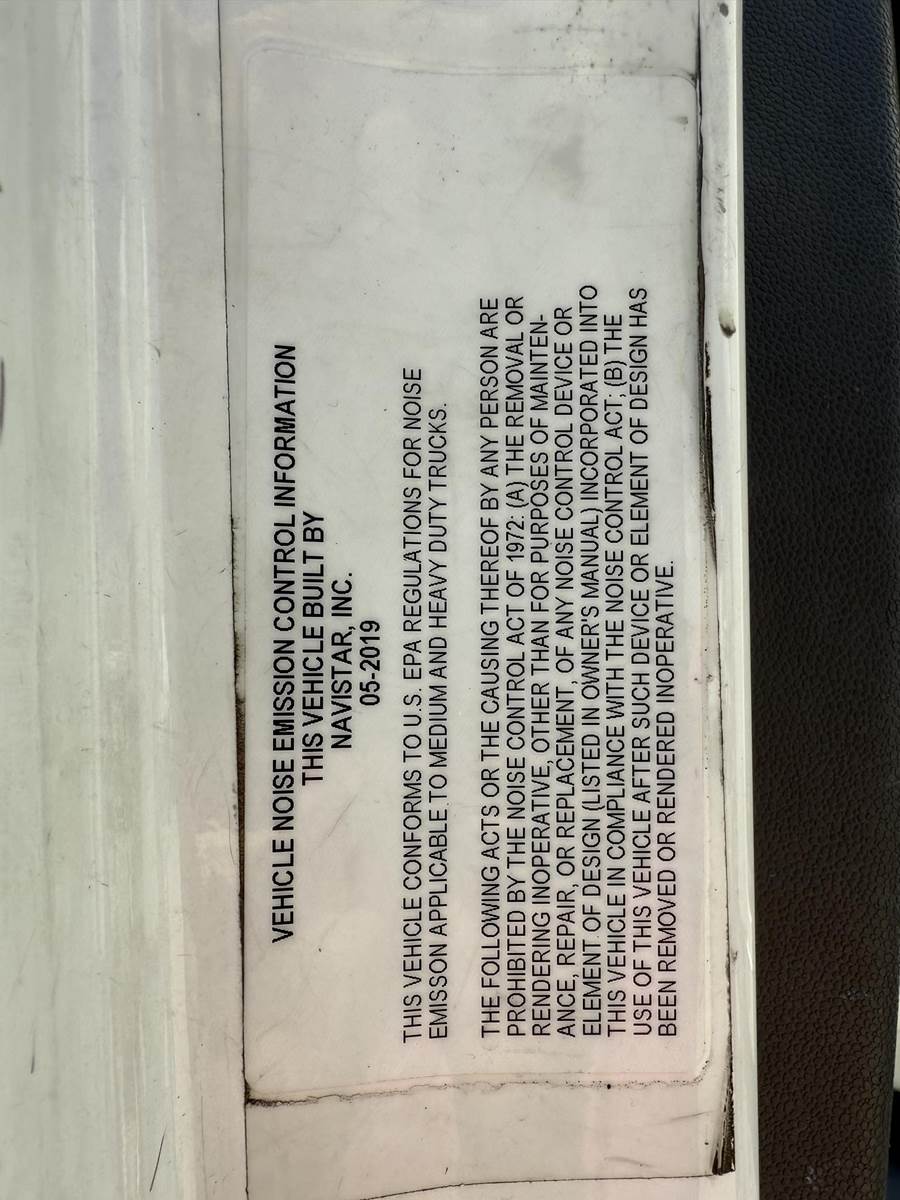 VEHICLE NOISE EMISSION CONTROL INFORMATION
THIS VEHICLE BUILT BY
NAVISTAR, INC.
05-2019
THIS VEHICLE CONFORMS TO U.S. EPA REGULATIONS FOR NOISE
EMISSON APPLICABLE TO MEDIUM AND HEAVY DUTY TRUCKS.
THE FOLLOWING ACTS OR THE CAUSING THEREOF BY ANY PERSON ARE
PROHIBITED BY THE NOISE CONTROL ACT OF 1972: (A) THE REMOVAL OR
RENDERING INOPERATIVE, OTHER THAN FOR PURPOSES OF MAINTEN-
ANCE, REPAIR, OR REPLACEMENT, OF ANY NOISE CONTROL DEVICE OR
ELEMENT OF DESIGN (LISTED IN OWNER'S MANUAL) INCORPORATED INTO
THIS VEHICLE IN COMPLIANCE WITH THE NOISE CONTROL ACT; (B) THE
USE OF THIS VEHICLE AFTER SUCH DEVICE OR ELEMENT OF DESIGN HAS
BEEN REMOVED OR RENDERED INOPERATIVE.